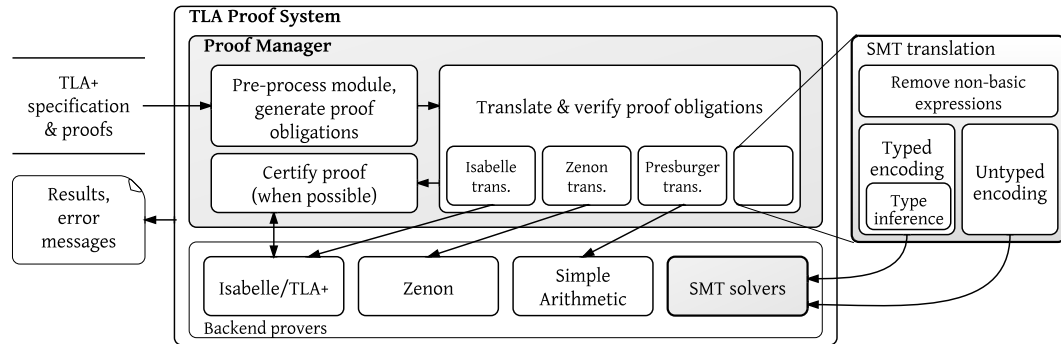 TLA Proof System
Proof Manager
TLA+
specification
& proofs
Pre-process module,
generate proof
obligations
Translate & verify proof obligations
Isabelle
trans.
Zenon
trans.
Presburger
trans.
Certify proof
(when possible)
Results,
error
messages
SMT translation
Remove non-basic
expressions
Typed
encoding
Type
inference
Untyped
encoding
Isabelle/TLA+
Zenon
Simple
Arithmetic
SMT solvers
Backend provers